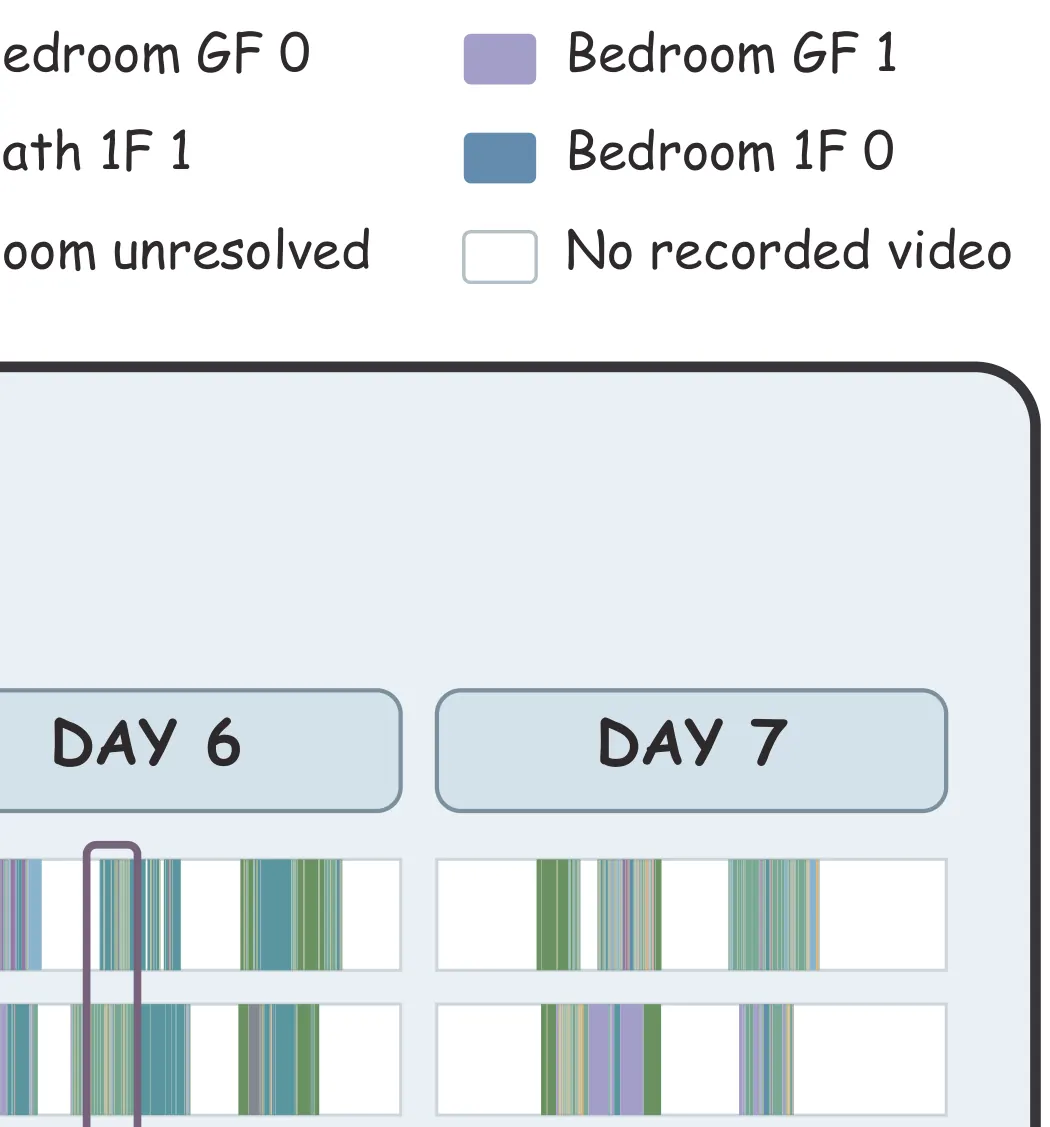 edroom GF 0
Bedroom GF 1
ath 1F 1
Bedroom 1F 0
oom unresolved
No recorded video
DAY 6
DAY 7